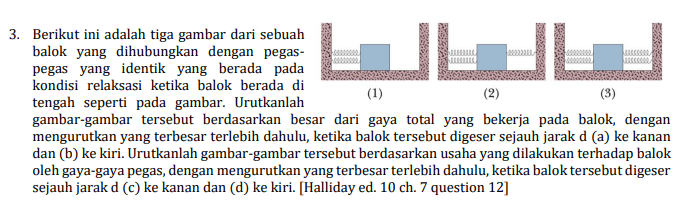 3. Berikut ini adalah tiga gambar dari sebuah
balok yang dihubungkan dengan pegas-
pegas yang identik yang berada pada
kondisi relaksasi ketika balok berada di
tengah seperti pada gambar. Urutkanlah
(1) (2) (3)
gambar-gambar tersebut berdasarkan besar dari gaya total yang bekerja pada balok, dengan
mengurutkan yang terbesar terlebih dahulu, ketika balok tersebut digeser sejauh jarak d (a) ke kanan
dan (b) ke kiri. Urutkanlah gambar-gambar tersebut berdasarkan usaha yang dilakukan terhadap balok
oleh gaya-gaya pegas, dengan mengurutkan yang terbesar terlebih dahulu, ketika balok tersebut digeser
sejauh jarak d (c) ke kanan dan (d) ke kiri. [Halliday ed. 10 ch. 7 question 12]